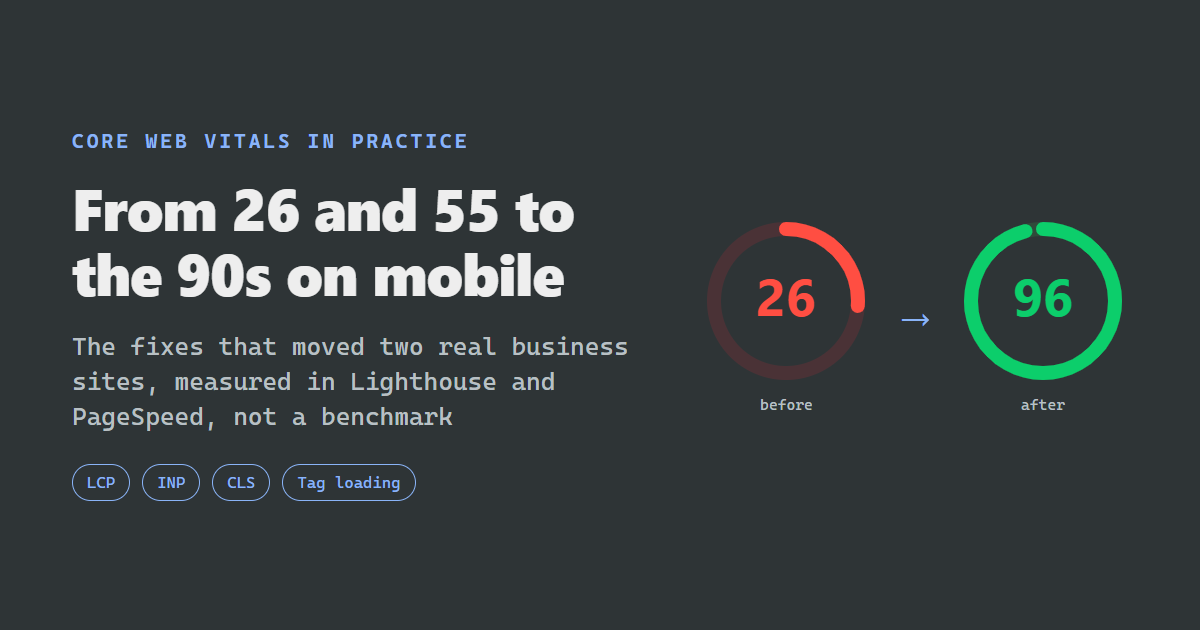 CORE WEB VITALS IN PRACTICE
From 26 and 55 to
the 90s on mobile
The fixes that moved two real business
sites, measured in Lighthouse and
PageSpeed, not a benchmark
LCP
INP
CLS
Tag loading
26
→
96
before
after